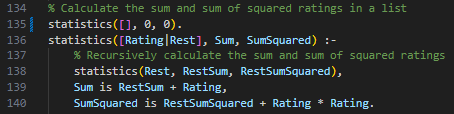 134 % Calculate the sum and sum of squared ratings in a list
135 statistics([], 0, 0).
136 statistics([Rating|Rest], Sum, SumSquared) :-
137     % Recursively calculate the sum and sum of squared ratings
138     statistics(Rest, RestSum, RestSumSquared),
139     Sum is RestSum + Rating,
140     SumSquared is RestSumSquared + Rating * Rating.